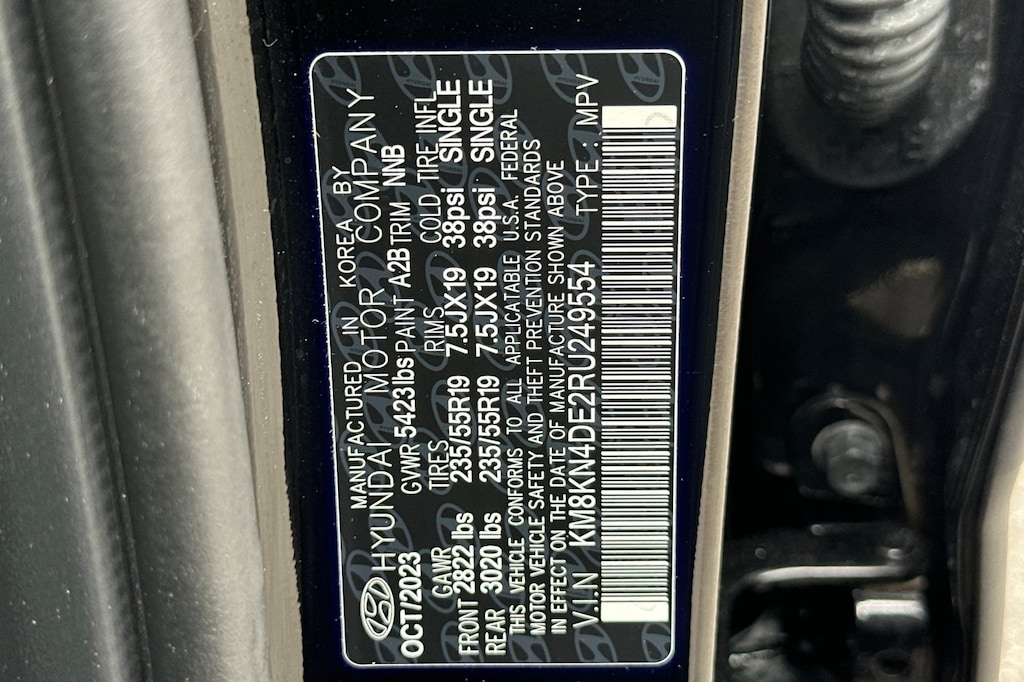 MANUFACTURED IN KOREA BY
HYUNDAI MOTOR COMPANY
OCT/2023 GVWR 5423lbs PAINT A2B TRIM NNB
GAWR TIRES RIMS COLD TIRE INFL
FRONT 2822 lbs 235/55R19 7.5JX19 38psi SINGLE
REAR 3020 lbs 235/55R19 7.5JX19 38psi SINGLE
THIS VEHICLE CONFORMS TO ALL APPLICATABLE U.S.A. FEDERAL
MOTOR VEHICLE SAFETY AND THEFT PREVENTION STANDARDS
IN EFFECT ON THE DATE OF MANUFACTURE SHOWN ABOVE
V.I.N : KM8KN4DE2RU249554 TYPE : MPV